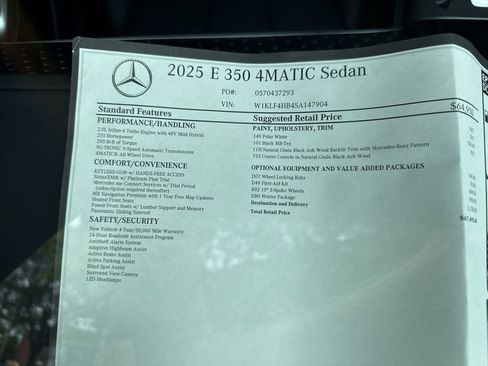 2025 E 350 4MATIC Sedan
PO#: 0570437293
VIN: W1KLF4HB4SA147904
Standard Features
PERFORMANCE/HANDLING
2.0L Inline-4 Turbo Engine with 48V Mild Hybrid
255 Horsepower
295 lb-ft of Torque
9G-TRONIC 9-Speed Automatic Transmission
4MATIC® All-Wheel Drive
COMFORT/CONVENIENCE
KEYLESS-GO® w/ HANDS-FREE ACCESS
SiriusXM® w/ Platinum Plan Trial
Mercedes me Connect Services w/ Trial Period
(subscription required thereafter)
MB Navigation Premium with 1 Year Free Map Updates
Heated Front Seats
Power Front Seats w/ Lumbar Support and Memory
Panoramic Sliding Sunroof
SAFETY/SECURITY
New Vehicle 4-Year/50,000 Mile Warranty
24-Hour Roadside Assistance Program
Antitheft Alarm System
Adaptive Highbeam Assist
Active Brake Assist
Active Parking Assist
Blind Spot Assist
Surround View Camera
LED Headlamps
Suggested Retail Price
PAINT, UPHOLSTERY, TRIM
149 Polar White
101 Black MB-Tex
Natural Grain Black Ash Wood Backlit Trim with Mercedes-Benz Pattern
753 Center Console in Natural Grain Black Ash Wood
OPTIONAL EQUIPMENT AND VALUE ADDED PACKAGES
Wheel Locking Bolts
First-Aid Kit
19" 5-Spoke Wheels
Winter Package
Destination and Delivery
Total Retail Price